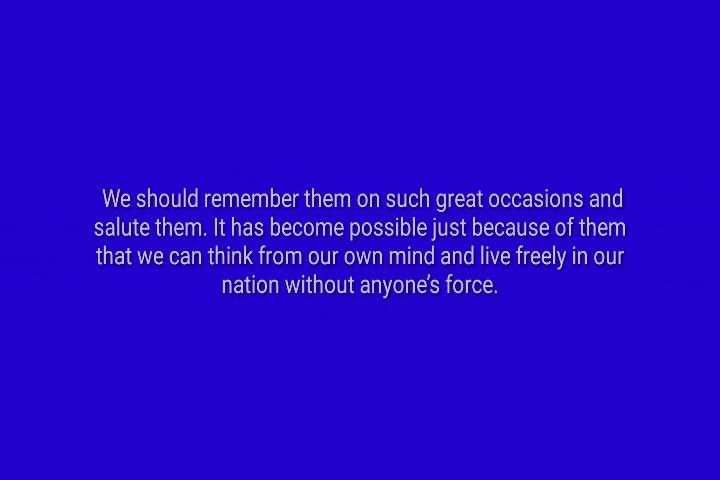 We should remember them on such great occasions and
salute them. It has become possible just because of them
that we can think from our own mind and live freely in our
nation without anyone's force.